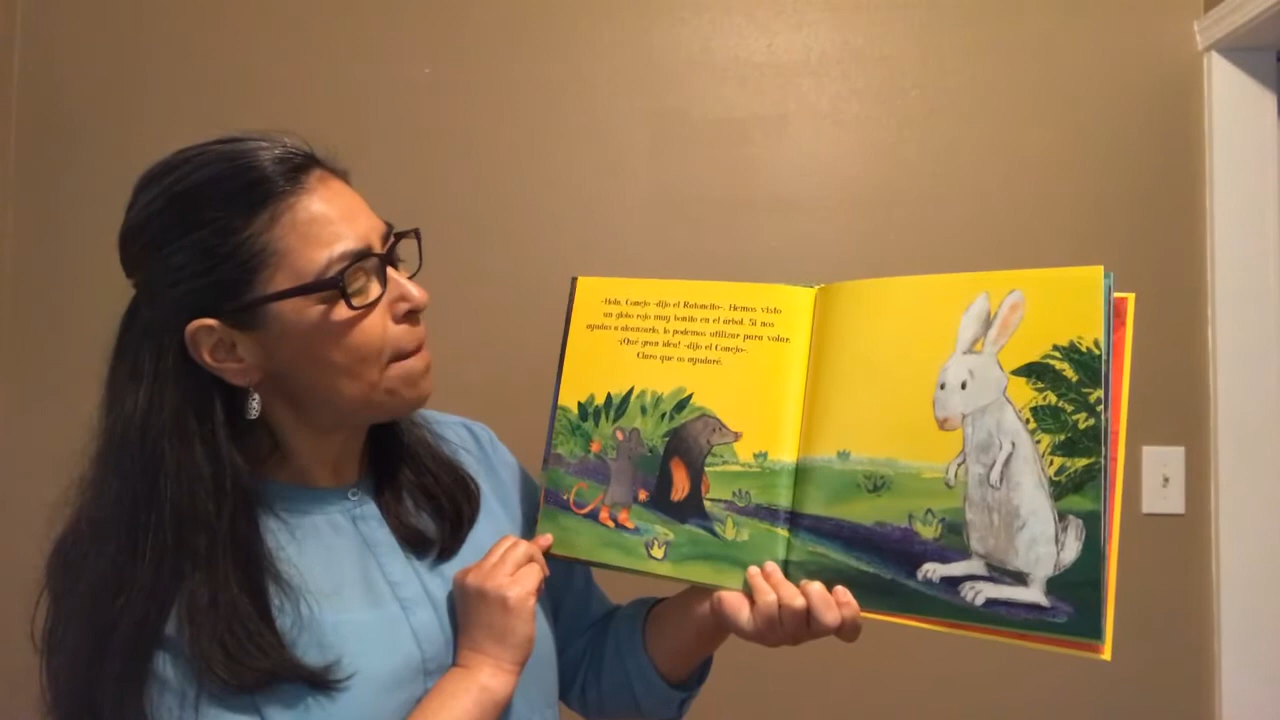 -Hola, Conejo -dijo el Ratoncito-. Hemos visto
un globo rojo muy bonito en el árbol. Si nos
ayudas a alcanzarlo, lo podemos utilizar para volar.
-¡Qué gran idea! -dijo el Conejo-.
Claro que os ayudaré.